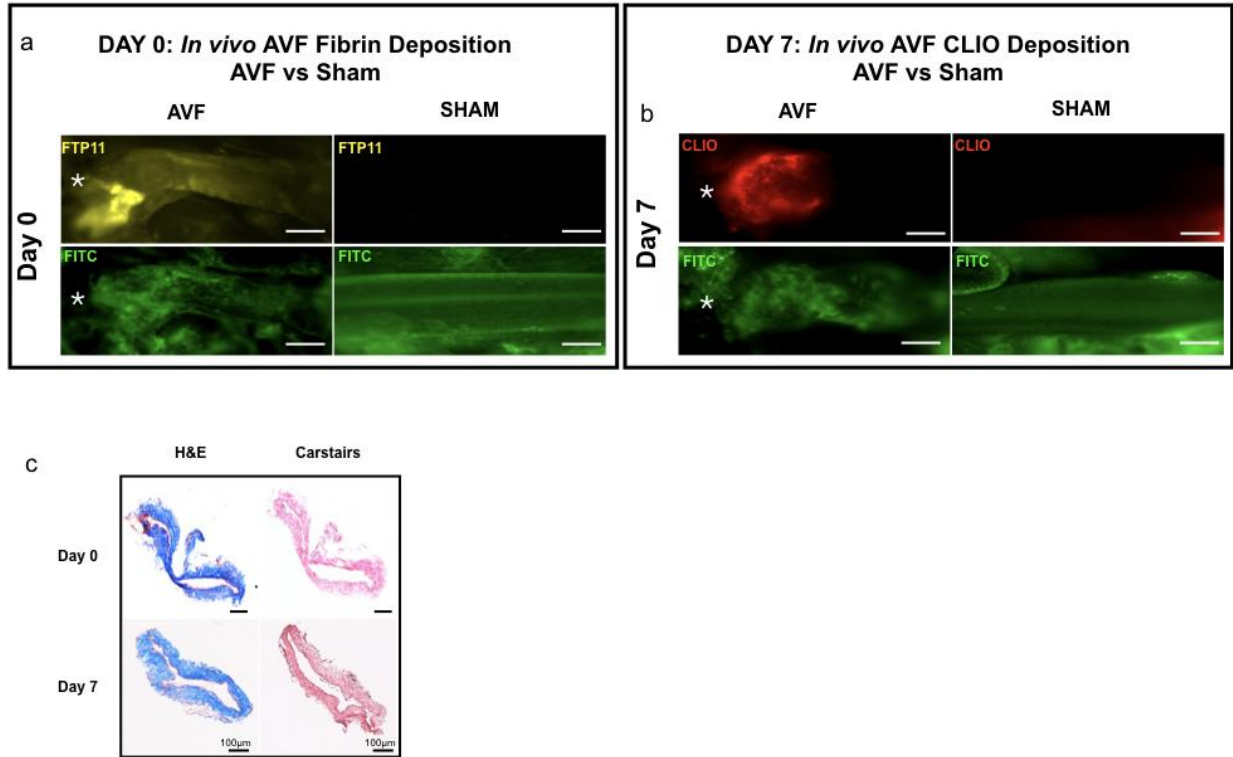 a
DAY 0: In vivo AVF Fibrin Deposition
AVF vs Sham
AVF
SHAM
Day 0
FTP11
FTP11
*
FITC
FITC
*
b
DAY 7: In vivo AVF CLIO Deposition
AVF vs Sham
AVF
SHAM
Day 7
CLIO
CLIO
*
FITC
FITC
*
c
H&E
Carstairs
Day 0
Day 7
100µm
100µm